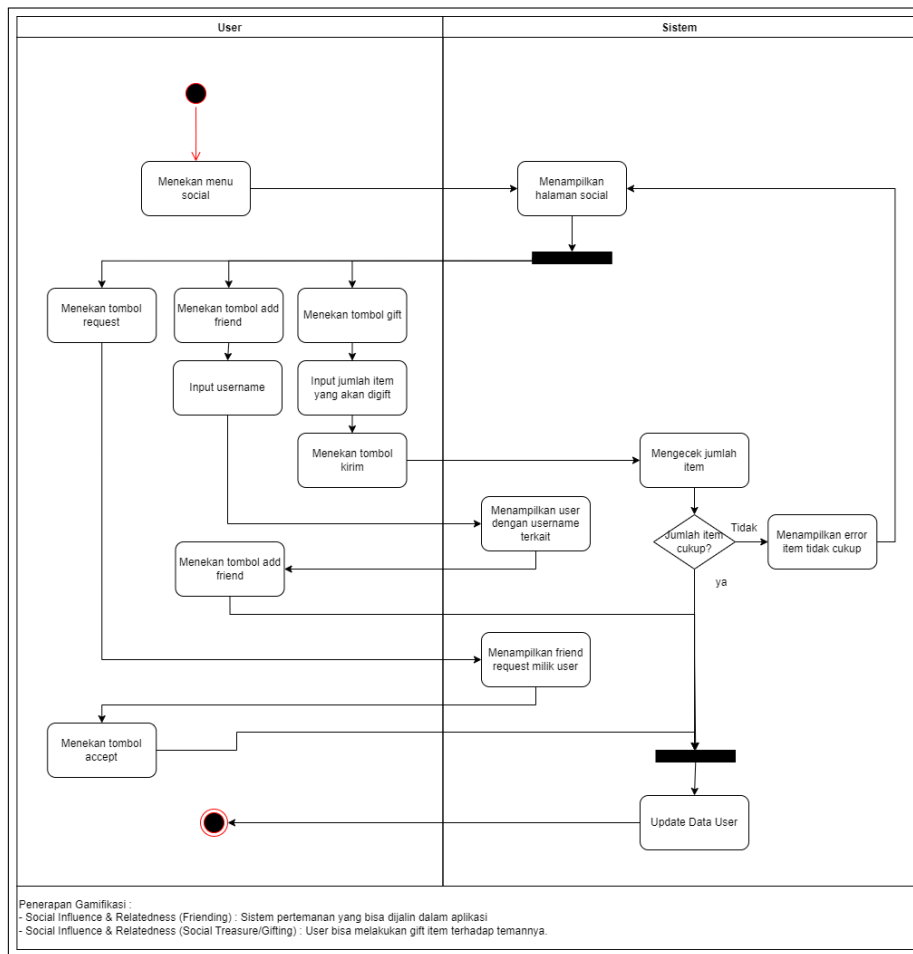 User
Sistem
Menekan menu
social
Menampilkan
halaman social
Menekan tombol
request
Menekan tombol add
friend
Menekan tombol gift
Input username
Input jumlah item
yang akan digift
Menekan tombol
kirim
Mengecek jumlah
item
Menampilkan user
dengan username
terkait
Jumlah item
cukup?
Tidak
Menampilkan error
item tidak cukup
Menekan tombol add
friend
ya
Menampilkan friend
request milik user
Menekan tombol
accept
Update Data User
Penerapan Gamifikasi :
- Social Influence & Relatedness (Friending) : Sistem pertemanan yang bisa dijalin dalam aplikasi
- Social Influence & Relatedness (Social Treasure/Gifting) : User bisa melakukan gift item terhadap temannya.